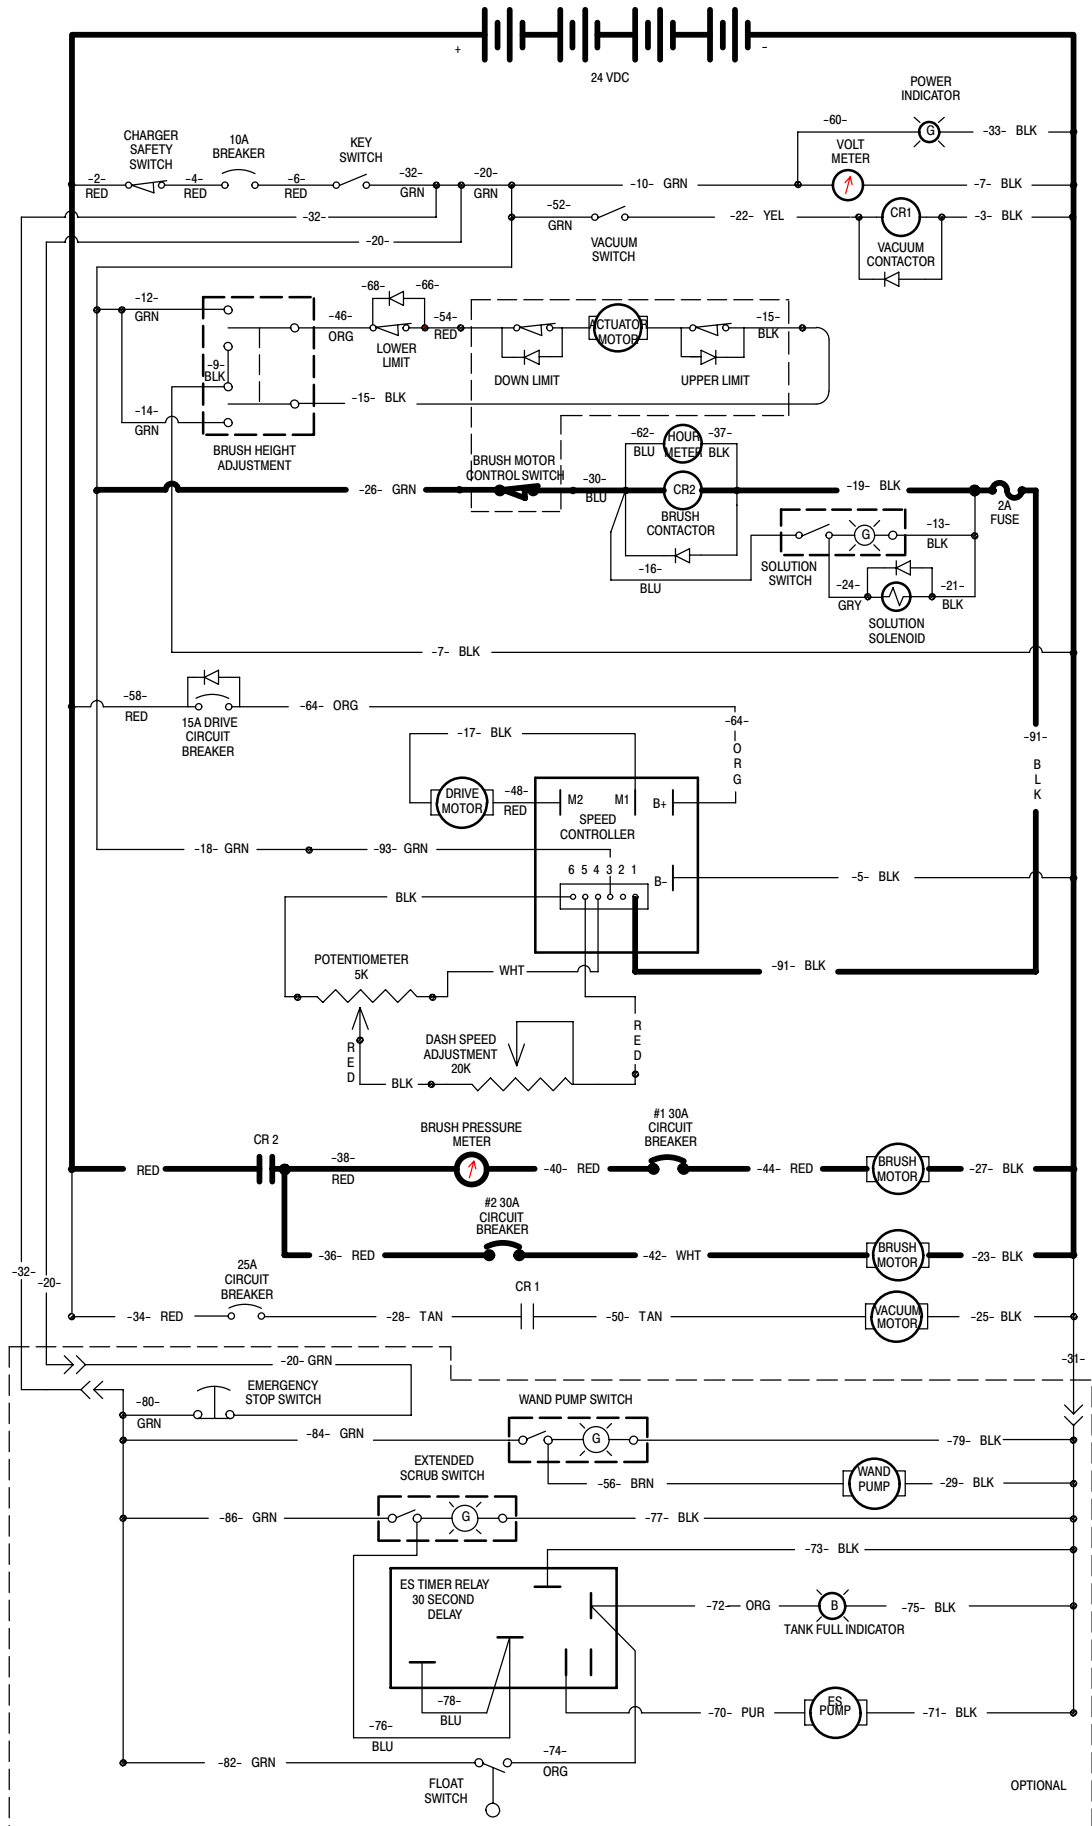 +
-
24 VDC
POWER
INDICATOR
-60-
G
-33- BLK
CHARGER
SAFETY
SWITCH
10A
BREAKER
KEY
SWITCH
VOLT
METER
-2-
RED
-4-
RED
-6-
RED
-32-
GRN
-20-
GRN
-10- GRN
-7- BLK
-32-
-52-
GRN
VACUUM
SWITCH
-22- YEL
CR1
-3- BLK
VACUUM
CONTACTOR
-20-
-12-
GRN
-46-
ORG
-68-
-66-
LOWER
LIMIT
-54-
RED
ACTUATOR
MOTOR
-15-
BLK
DOWN LIMIT
UPPER LIMIT
-9-
BLK
-15- BLK
-14-
GRN
BRUSH HEIGHT
ADJUSTMENT
-62-
BLU
HOUR
METER
-37-
BLK
BRUSH MOTOR
CONTROL SWITCH
-26- GRN
-30-
BLU
CR2
-19- BLK
2A
FUSE
BRUSH
CONTACTOR
-16-
BLU
SOLUTION
SWITCH
G
-13-
BLK
-24-
GRY
-21-
BLK
SOLUTION
SOLENOID
-7- BLK
-58-
RED
15A DRIVE
CIRCUIT
BREAKER
-64- ORG
-64-
O
R
G
-91-
B
L
K
-17- BLK
DRIVE
MOTOR
-48-
RED
M2
M1
B+
SPEED
CONTROLLER
-18- GRN
-93- GRN
6 5 4 3 2 1
B-
-5- BLK
BLK
POTENTIOMETER
5K
WHT
-91- BLK
R
E
D
DASH SPEED
ADJUSTMENT
20K
R
E
D
BLK
CR 2
BRUSH PRESSURE
METER
#1 30A
CIRCUIT
BREAKER
RED
-38-
RED
-40- RED
-44- RED
BRUSH
MOTOR
-27- BLK
#2 30A
CIRCUIT
BREAKER
-36- RED
-42- WHT
BRUSH
MOTOR
-23- BLK
-32-
-20-
25A
CIRCUIT
BREAKER
CR 1
-34- RED
-28- TAN
-50- TAN
VACUUM
MOTOR
-25- BLK
-31-
-20- GRN
-80-
GRN
EMERGENCY
STOP SWITCH
WAND PUMP SWITCH
-84- GRN
G
-79- BLK
-56- BRN
WAND
PUMP
-29- BLK
EXTENDED
SCRUB SWITCH
-86- GRN
G
-77- BLK
-73- BLK
ES TIMER RELAY
30 SECOND
DELAY
-72- ORG
B
-75- BLK
TANK FULL INDICATOR
-78-
BLU
-76-
BLU
-70- PUR
ES
PUMP
-71- BLK
-82- GRN
-74-
ORG
FLOAT
SWITCH
OPTIONAL